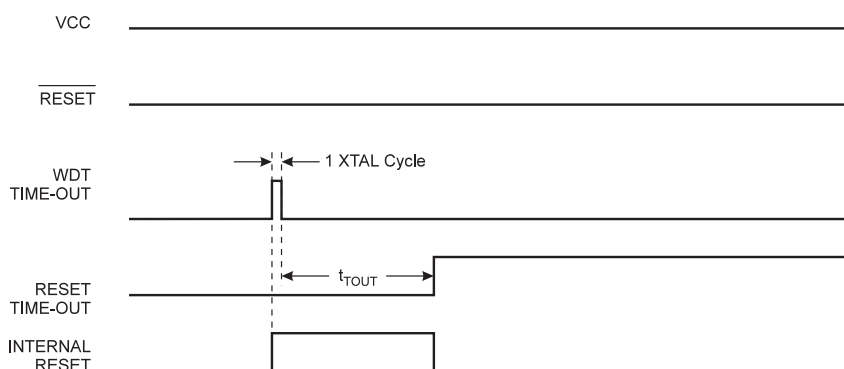 VCC
RESET
1 XTAL Cycle
WDT
TIME-OUT
tTOUT
RESET
TIME-OUT
INTERNAL
RESET